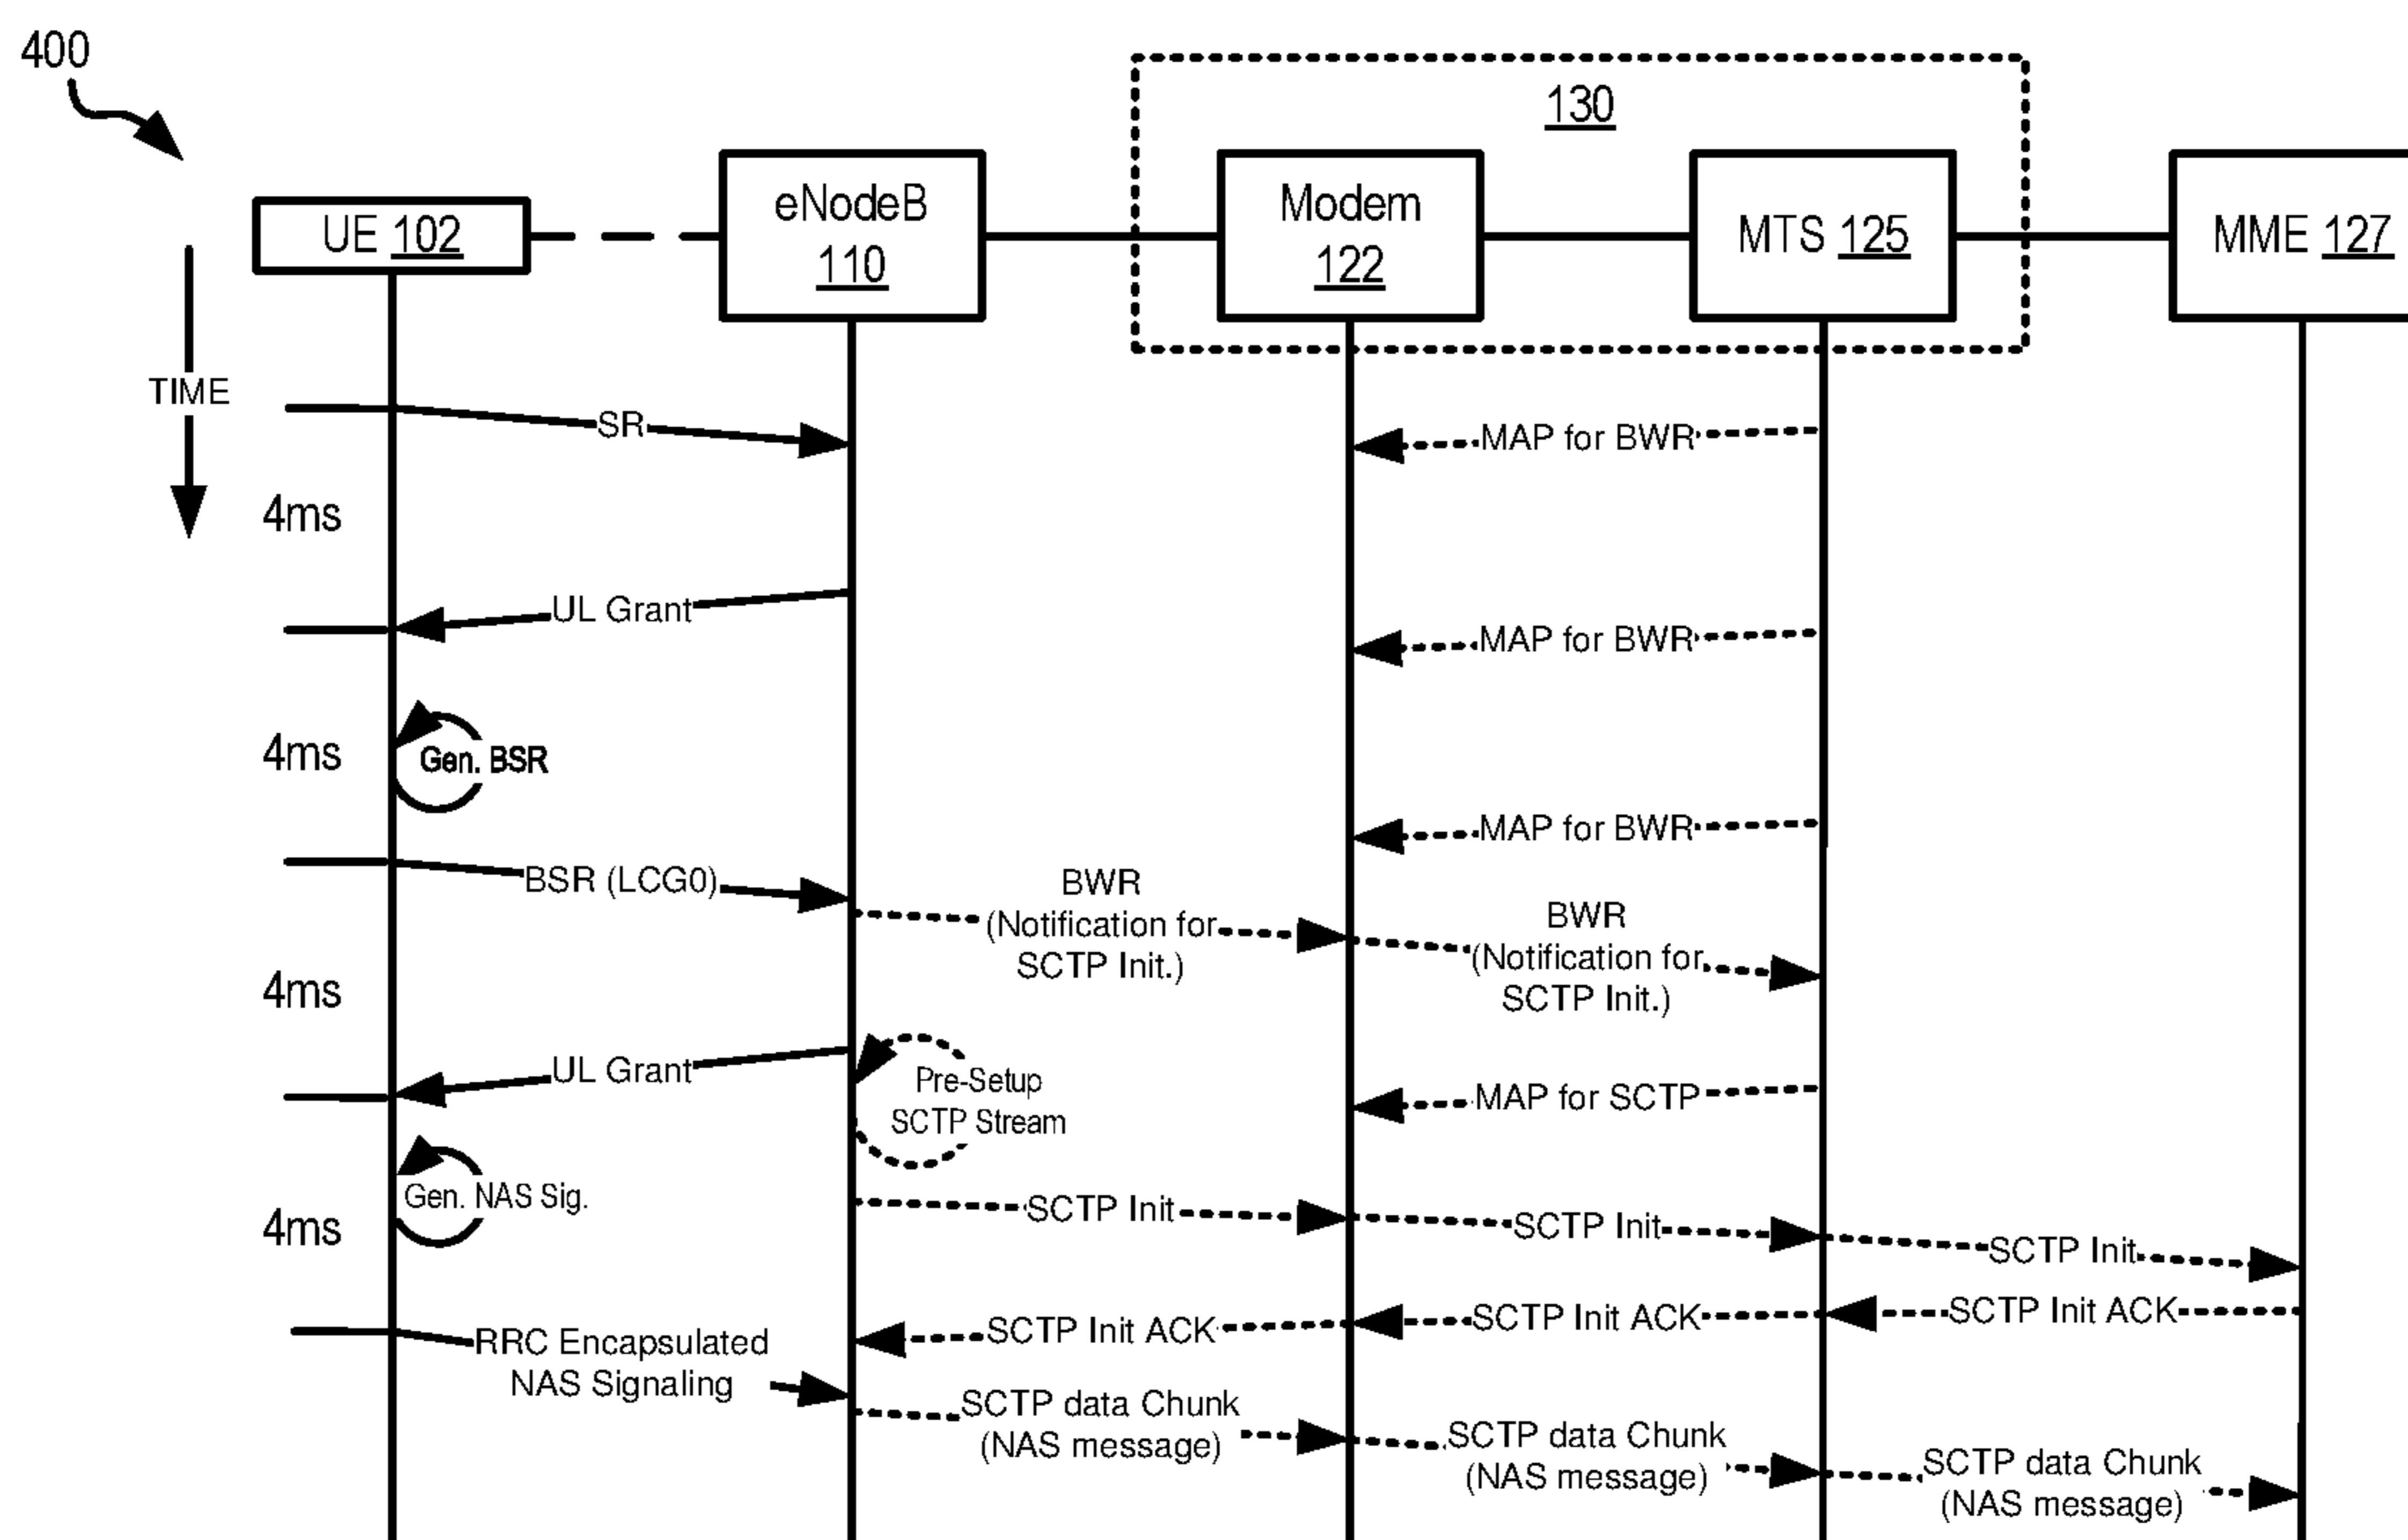 400
130
UE 102
eNodeB
110
Modem
122
MTS 125
MME 127
TIME
SR
MAP for BWR
4ms
UL Grant
MAP for BWR
4ms
Gen. BSR
MAP for BWR
BSR (LCG0)
BWR
(Notification for
SCTP Init.)
BWR
(Notification for
SCTP Init.)
4ms
UL Grant
Pre-Setup
SCTP Stream
MAP for SCTP
Gen. NAS Sig.
4ms
SCTP Init
SCTP Init
SCTP Init
SCTP Init ACK
SCTP Init ACK
SCTP Init ACK
RRC Encapsulated
NAS Signaling
SCTP data Chunk
(NAS message)
SCTP data Chunk
(NAS message)
SCTP data Chunk
(NAS message)